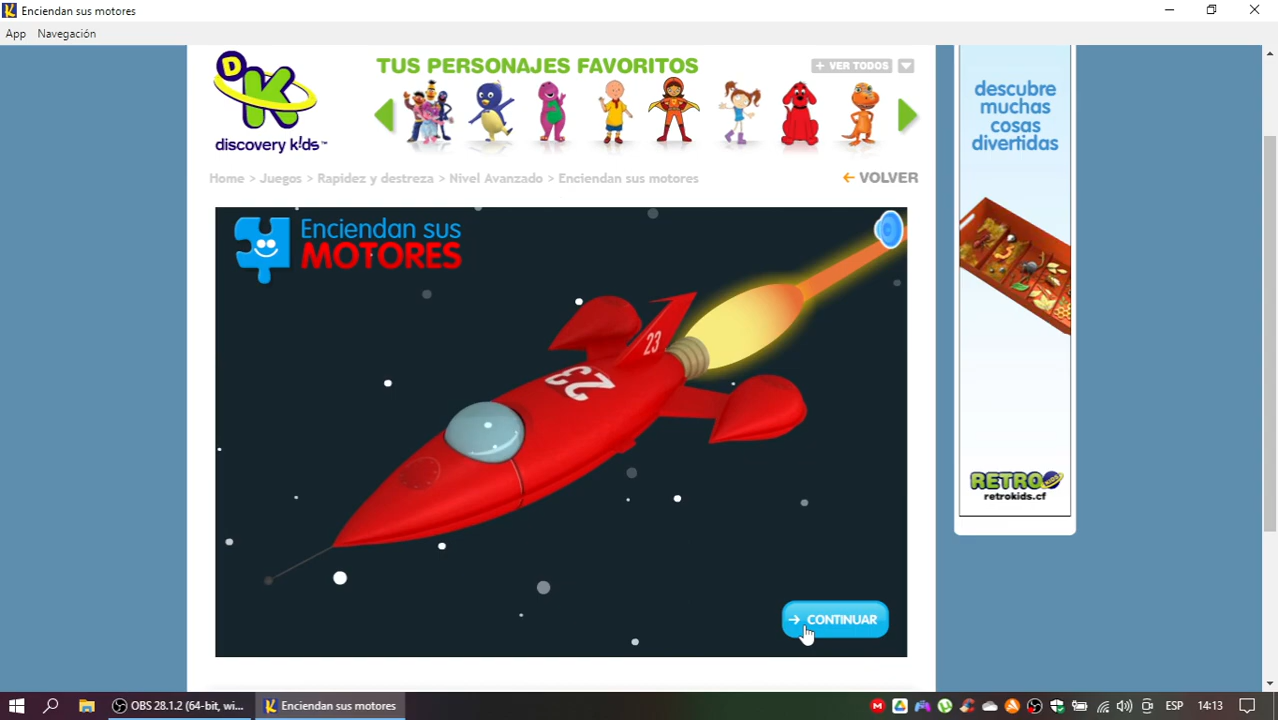 Enciendan sus motores
App Navegación
TUS PERSONAJES FAVORITOS
+ VER TODOS
D K
discovery kids™
Home > Juegos > Rapidez y destreza > Nivel Avanzado > Enciendan sus motores
← VOLVER
Enciendan sus
MOTORES
23
23
→ CONTINUAR
descubre
muchas
cosas
divertidas
RETRO
retrokids.cf
OBS 28.1.2 (64-bit, wi...
Enciendan sus motores
ESP
14:13